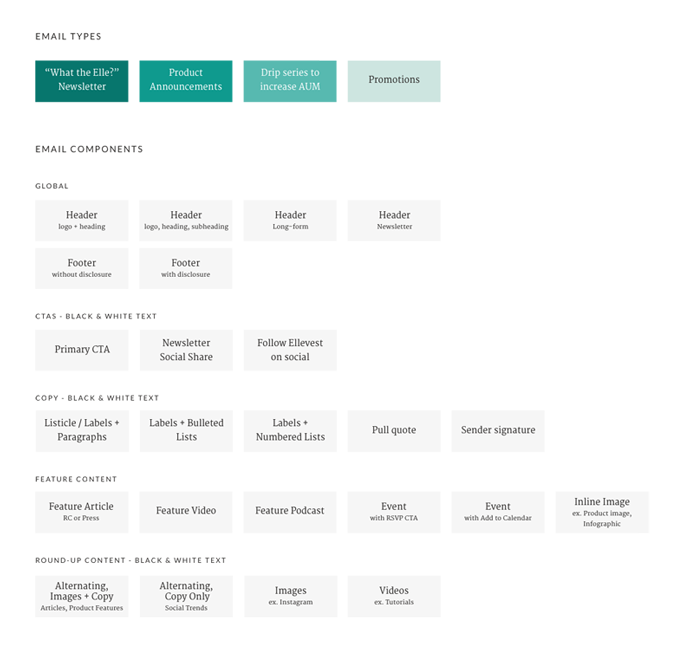 EMAIL TYPES
“What the Elle?”
Newsletter
Product
Announcements
Drip series to
increase AUM
Promotions
EMAIL COMPONENTS
GLOBAL
Header
logo + heading
Header
logo, heading, subheading
Header
Long-form
Header
Newsletter
Footer
without disclosure
Footer
with disclosure
CTAS - BLACK & WHITE TEXT
Primary CTA
Newsletter
Social Share
Follow Ellevest
on social
COPY - BLACK & WHITE TEXT
Listicle / Labels +
Paragraphs
Labels + Bulleted
Lists
Labels +
Numbered Lists
Pull quote
Sender signature
FEATURE CONTENT
Feature Article
RC or Press
Feature Video
Feature Podcast
Event
with RSVP CTA
Event
with Add to Calendar
Inline Image
ex. Product image,
Infographic
ROUND-UP CONTENT - BLACK & WHITE TEXT
Alternating,
Images + Copy
Articles, Product Features
Alternating,
Copy Only
Social Trends
Images
ex. Instagram
Videos
ex. Tutorials